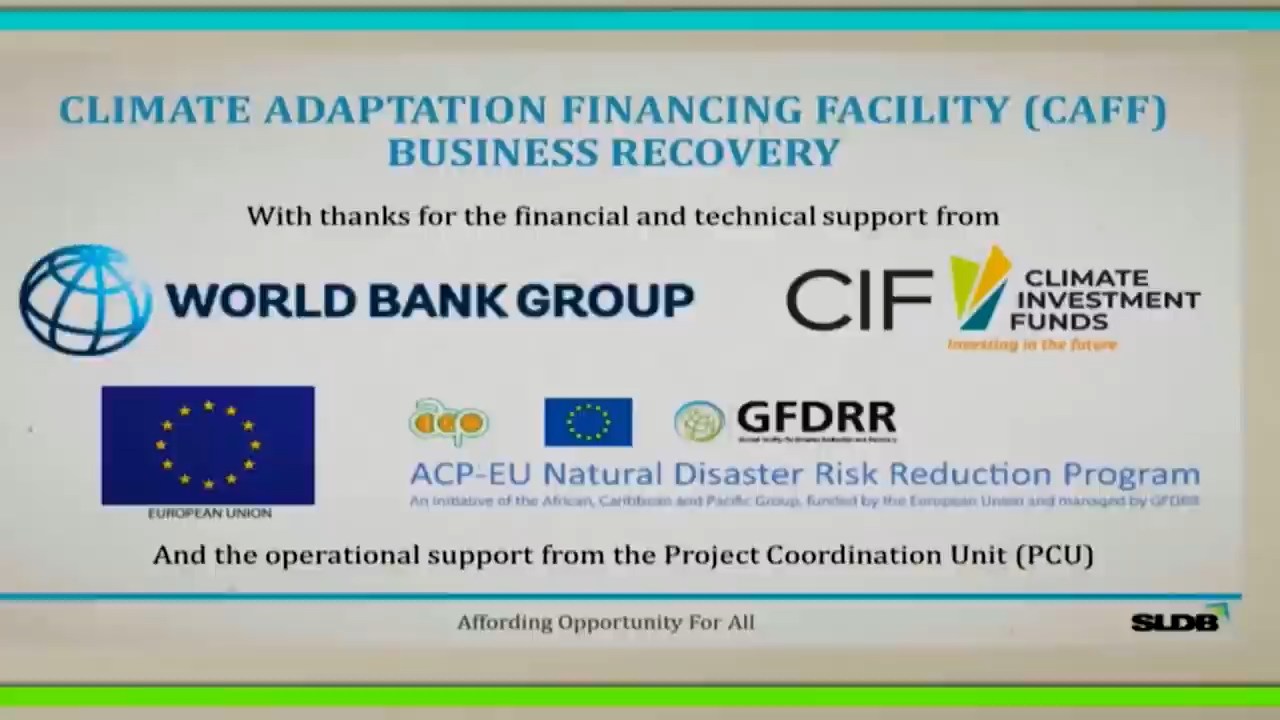 CLIMATE ADAPTATION FINANCING FACILITY (CAFF)
BUSINESS RECOVERY
With thanks for the financial and technical support from
WORLD BANK GROUP
CIF
CLIMATE
INVESTMENT
FUNDS
Investing in the future
EUROPEAN UNION
acp
GFDRR
ACP-EU Natural Disaster Risk Reduction Program
An initiative of the African, Caribbean and Pacific Group, funded by the European Union and managed by GFDRR
And the operational support from the Project Coordination Unit (PCU)
Affording Opportunity For All
SLDB